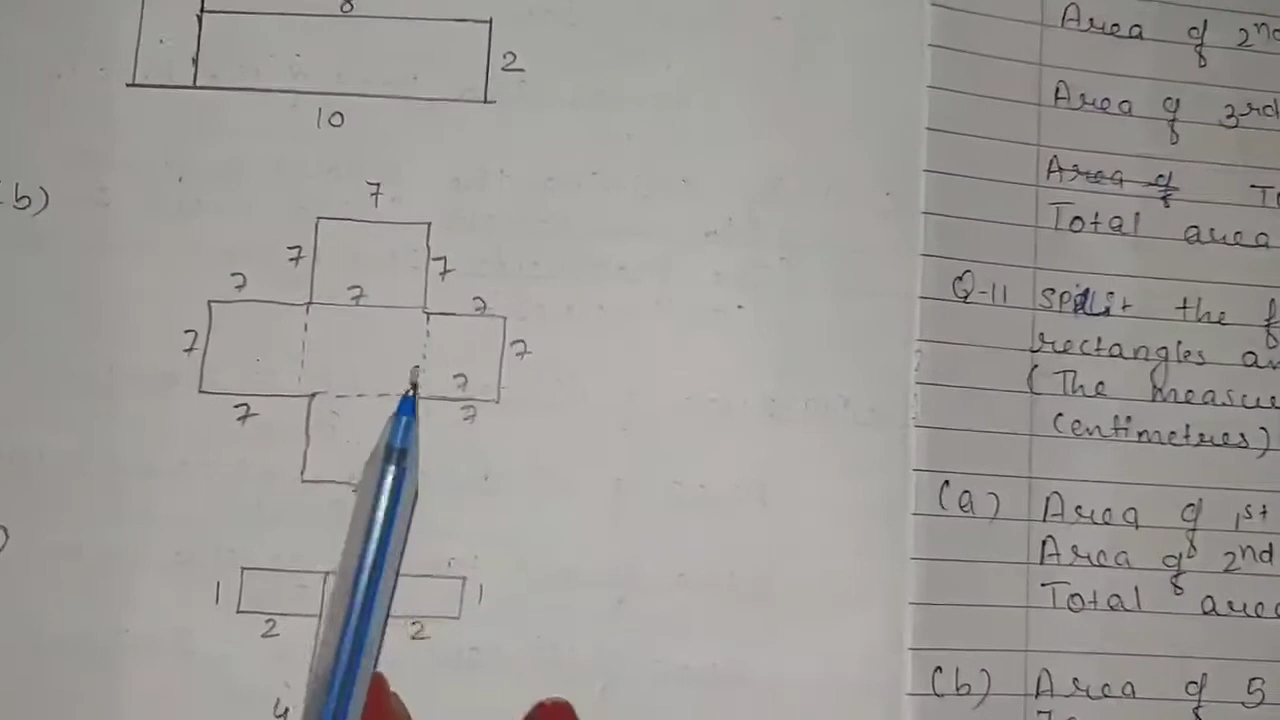 8
2
10
b)
7
7
7
7
7
7
7
7
7
7
7
1
1
2
2
4
Area of 2nd
Area of 3rd
Area of
Total area
Q-11 split the
rectangles
(The
Centimetres)
(a) Area of 1st
Area of 2nd
Total area
(b) Area of 5